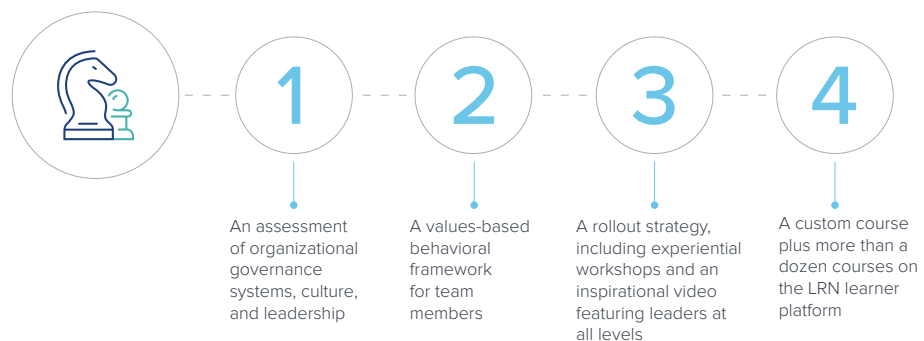 1
An assessment
of organizational
governance
systems, culture,
and leadership
2
A values-based
behavioral
framework
for team
members
3
A rollout strategy,
including experiential
workshops and an
inspirational video
featuring leaders at
all levels
4
A custom course
plus more than a
dozen courses on
the LRN learner
platform